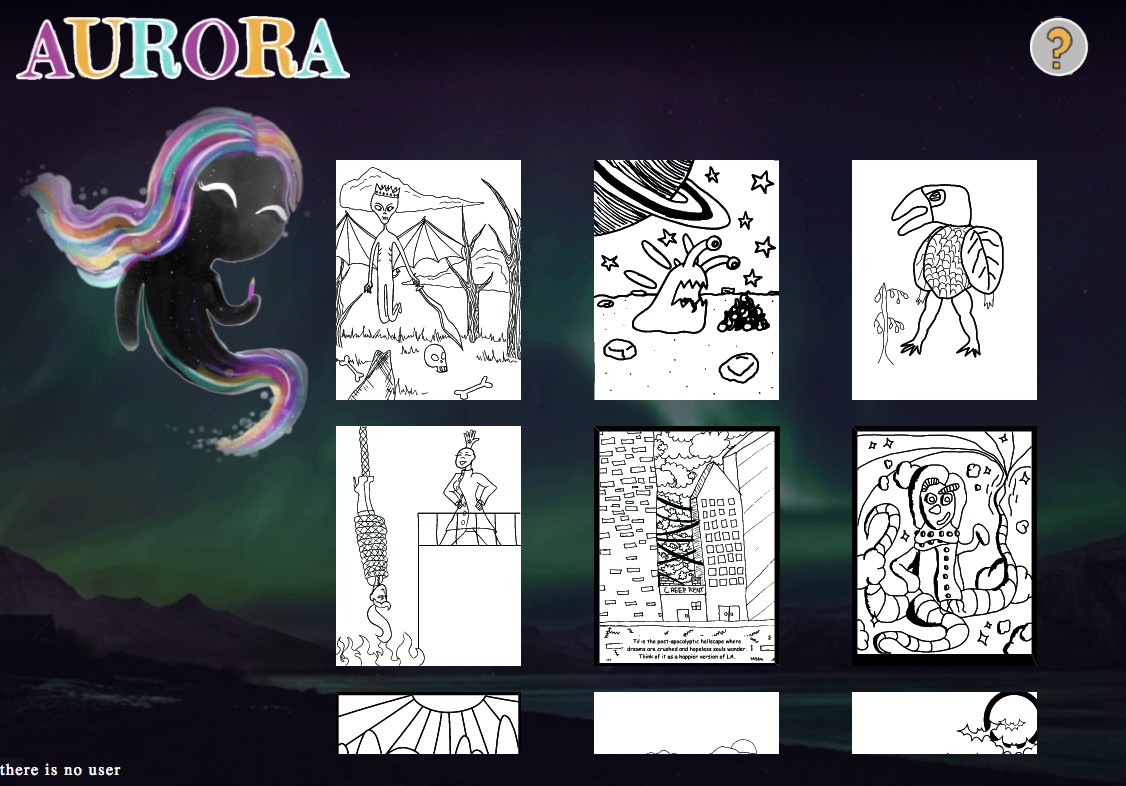 AURORA
?
CHEEP RENT
Til is the post-apocalyptic hellscape where
dreams are crushed and hopeless souls wander.
Think of it as a happier version of LA.
there is no user